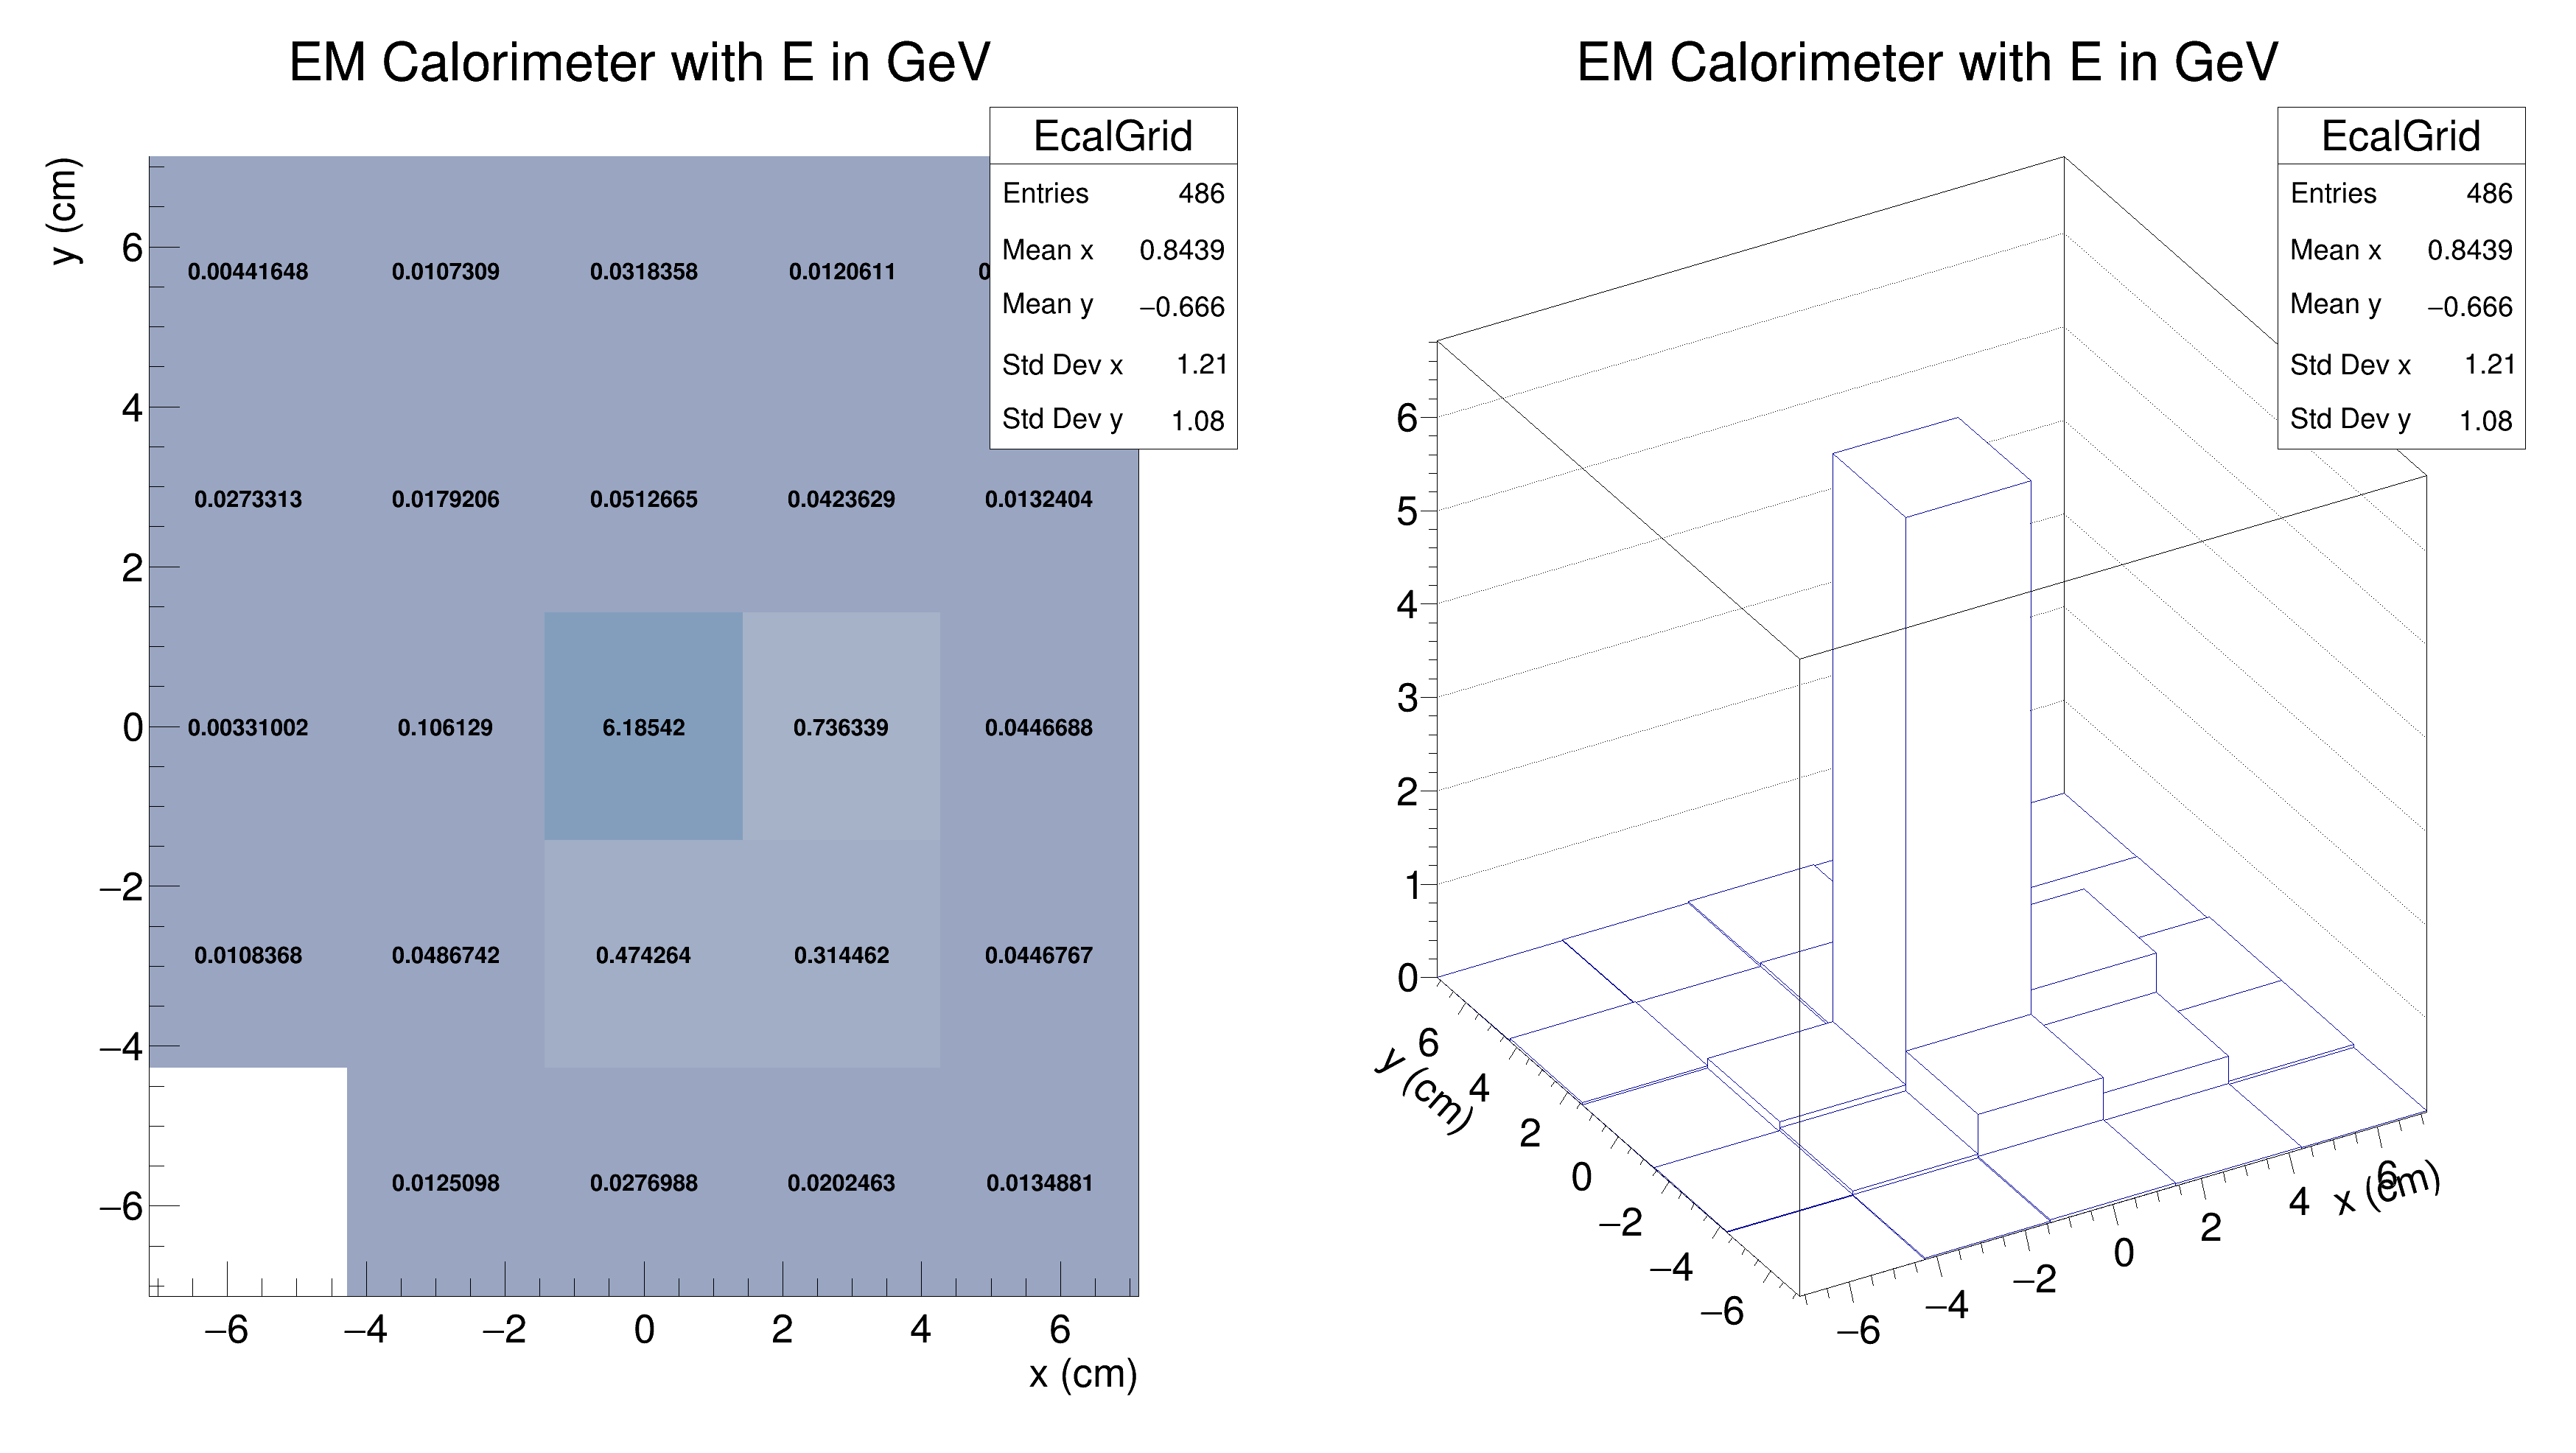 EM Calorimeter with E in GeV
EcalGrid
Entries 486
Mean x 0.8439
Mean y −0.666
Std Dev x 1.21
Std Dev y 1.08
y (cm)
6
4
2
0
−2
−4
−6
0.00441648 0.0107309 0.0318358 0.0120611
0.0273313 0.0179206 0.0512665 0.0423629 0.0132404
0.00331002 0.106129 6.18542 0.736339 0.0446688
0.0108368 0.0486742 0.474264 0.314462 0.0446767
0.0125098 0.0276988 0.0202463 0.0134881
−6 −4 −2 0 2 4 6
x (cm)
EM Calorimeter with E in GeV
EcalGrid
Entries 486
Mean x 0.8439
Mean y −0.666
Std Dev x 1.21
Std Dev y 1.08
6
5
4
3
2
1
0
y (cm)
6
4
2
0
−2
−4
−6
−6 −4 −2 0 2 4 6
x (cm)